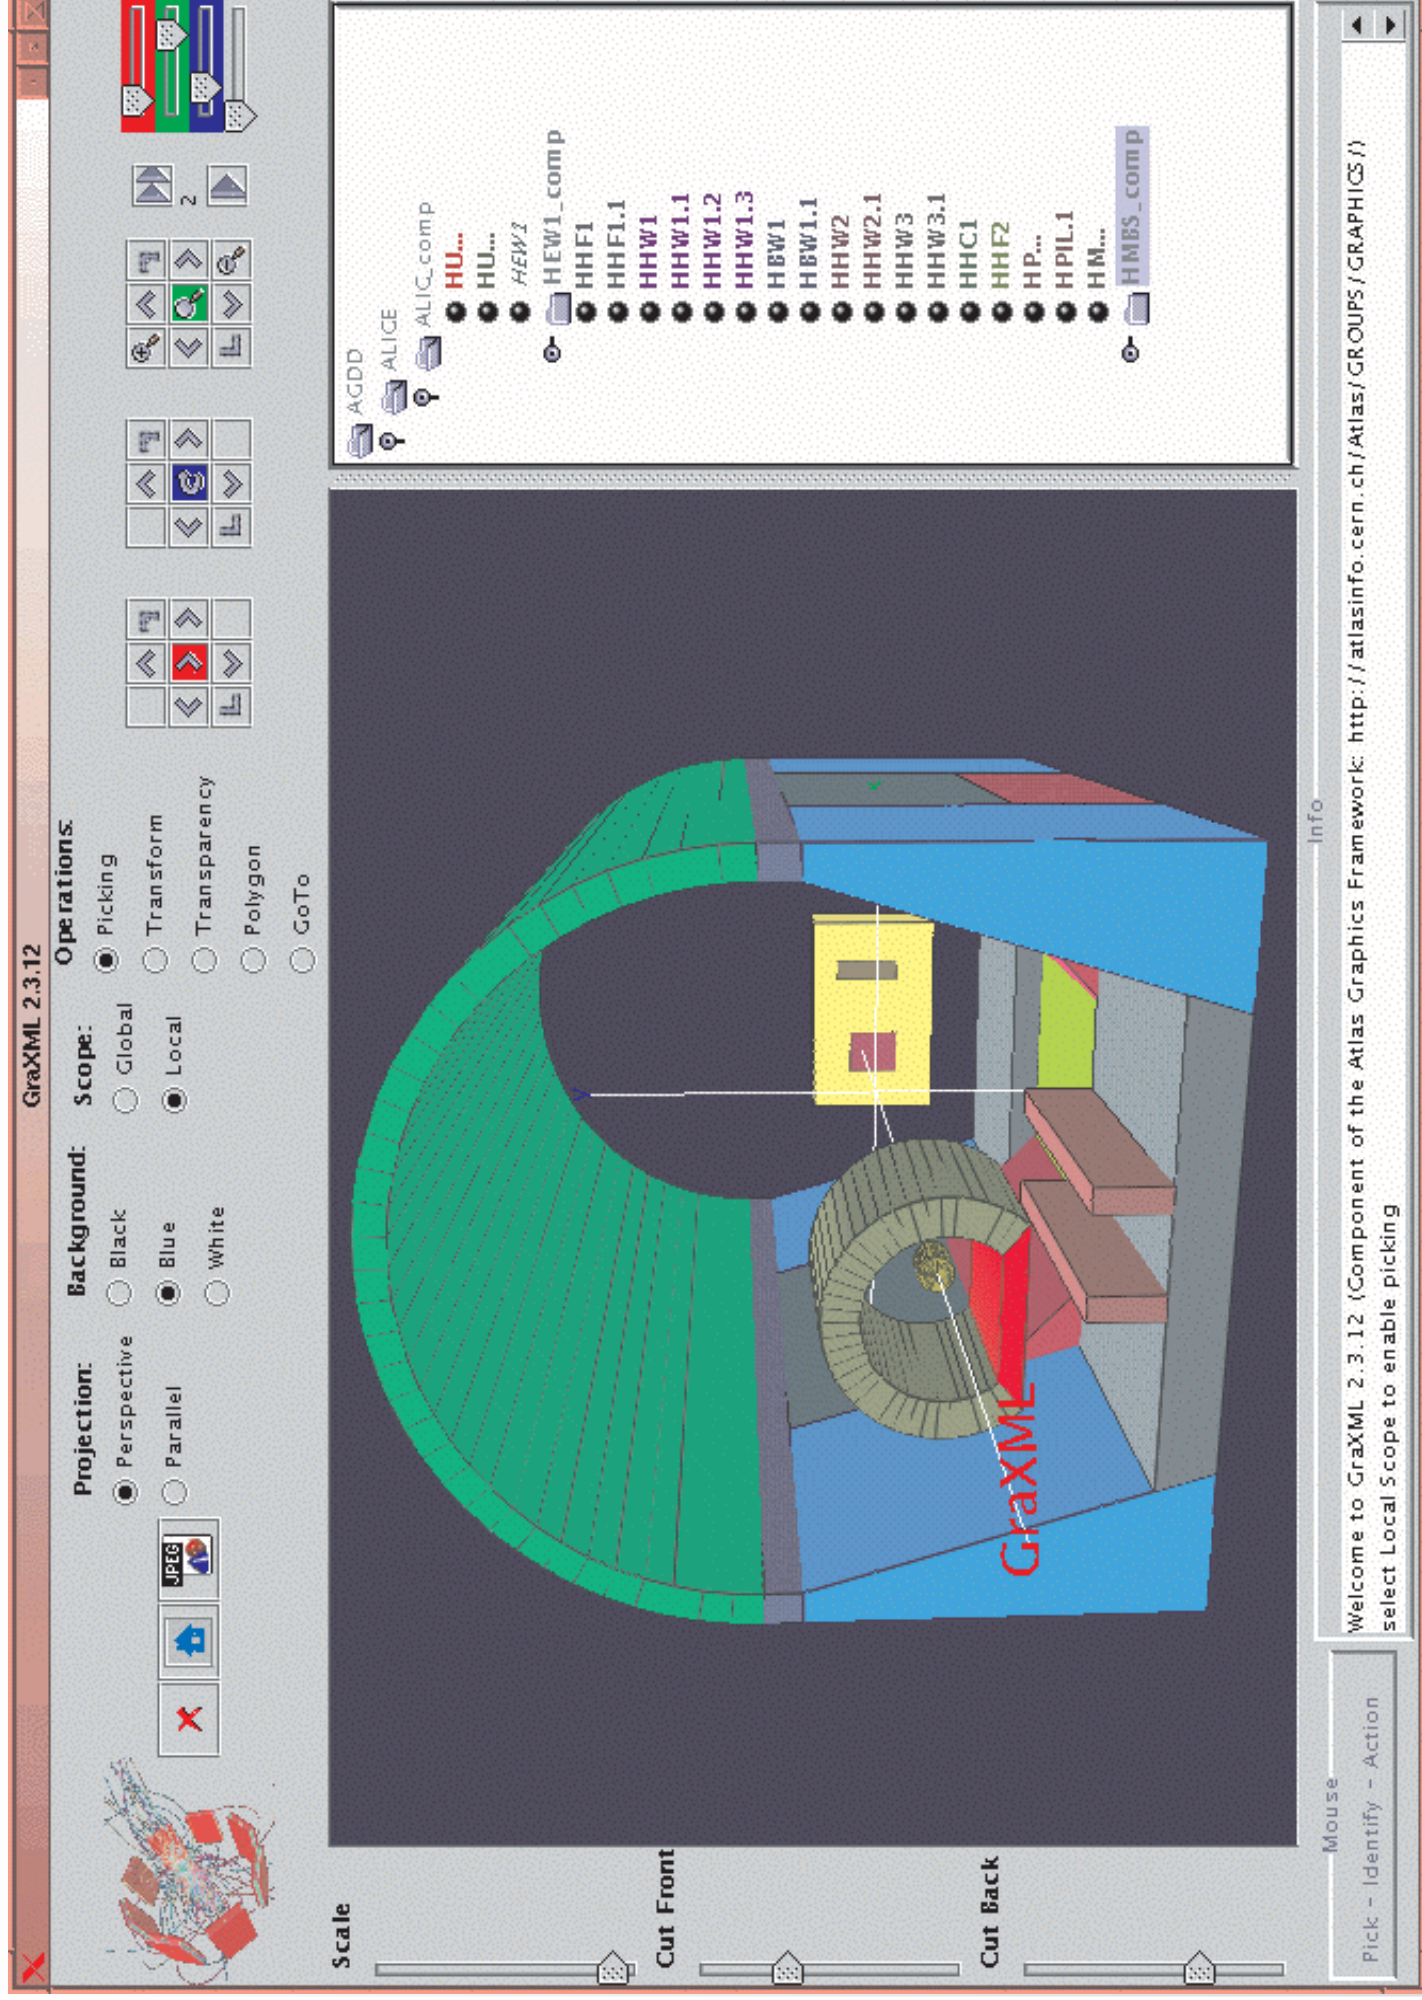 GraXML 2.3.12
JPEG
Projection:
Perspective
Parallel
Background:
Black
Blue
White
Scope:
Global
Local
Operations:
Picking
Transform
Transparency
Polygon
GoTo
2
Scale
Cut Front
Cut Back
GraXML
AGDD
ALICE
ALIC_comp
HU...
HU...
HEW1_comp
HHF1
HHF1.1
HHW1
HHW1.1
HHW1.2
HHW1.3
HBW1
HBW1.1
HHW2
HHW2.1
HHW3
HHW3.1
HHC1
HHF2
HP...
HPIL.1
HM...
HMBS_comp
Mouse
Pick - Identify - Action
Info
Welcome to GraXML 2.3.12 (Component of the Atlas Graphics Framework: http://atlasinfo.cern.ch/Atlas/GROUPS/GRAPHICS/)
select Local Scope to enable picking